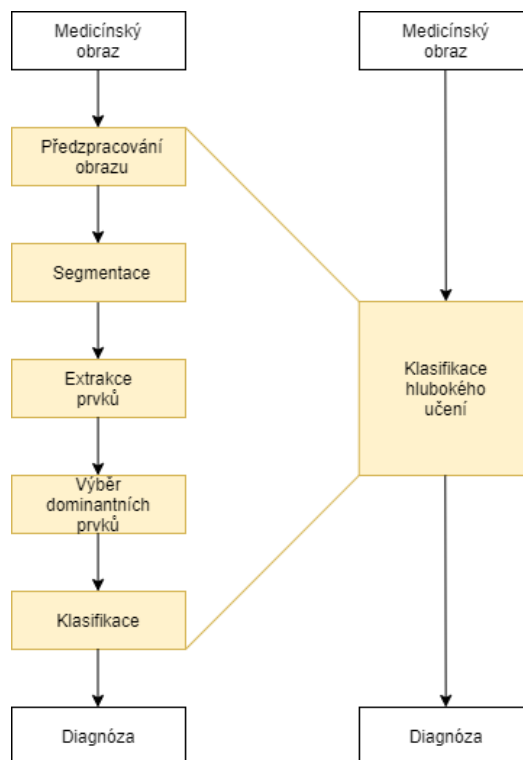 Medicínský
obraz
Předzpracování
obrazu
Segmentace
Extrakce
prvků
Výběr
dominantních
prvků
Klasifikace
Diagnóza
Medicínský
obraz
Klasifikace
hlubokého
učení
Diagnóza